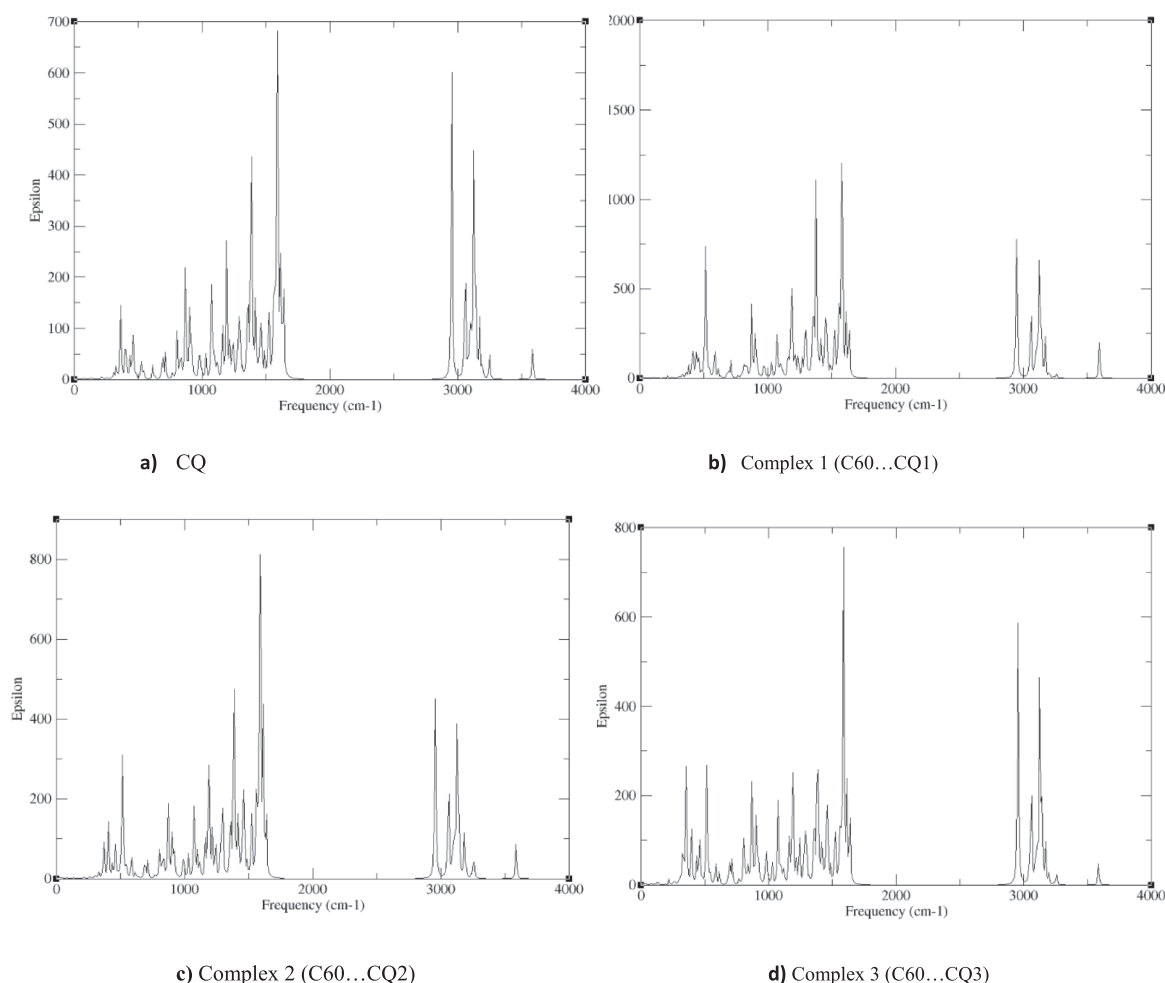 700
600
500
400
300
200
100
0
Epsilon
0 1000 2000 3000 4000
Frequency (cm-1)
a) CQ
2000
1500
1000
500
0
0 1000 2000 3000 4000
Frequency (cm-1)
b) Complex 1 (C60…CQ1)
800
600
400
200
0
Epsilon
0 1000 2000 3000 4000
Frequency (cm-1)
c) Complex 2 (C60…CQ2)
800
600
400
200
0
Epsilon
0 1000 2000 3000 4000
Frequency (cm-1)
d) Complex 3 (C60…CQ3)